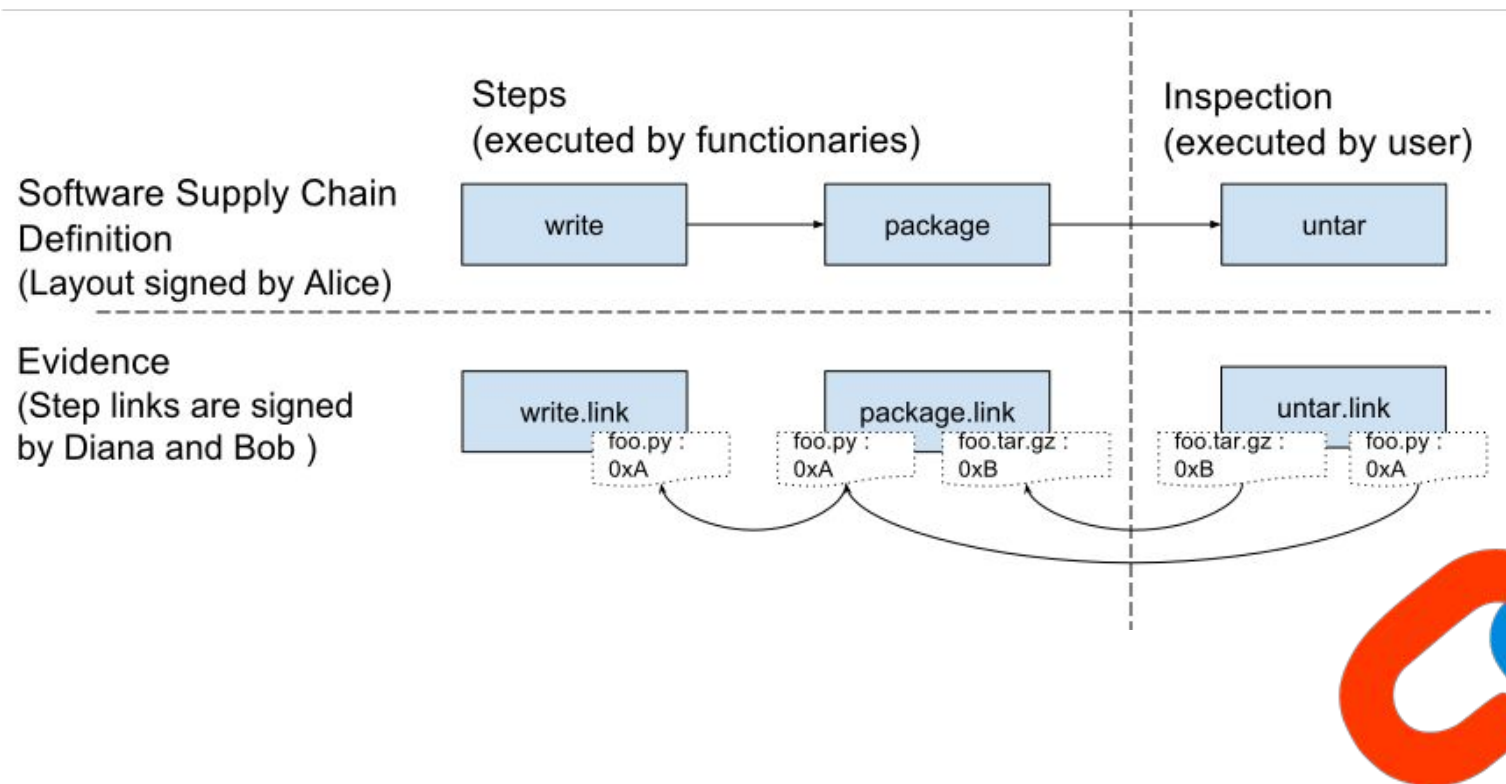 Steps
(executed by functionaries)
Inspection
(executed by user)
Software Supply Chain
Definition
(Layout signed by Alice)
write
package
untar
Evidence
(Step links are signed
by Diana and Bob )
write.link
package.link
untar.link
foo.py :
0xA
foo.py :
0xA
foo.tar.gz :
0xB
foo.tar.gz :
0xB
foo.py :
0xA